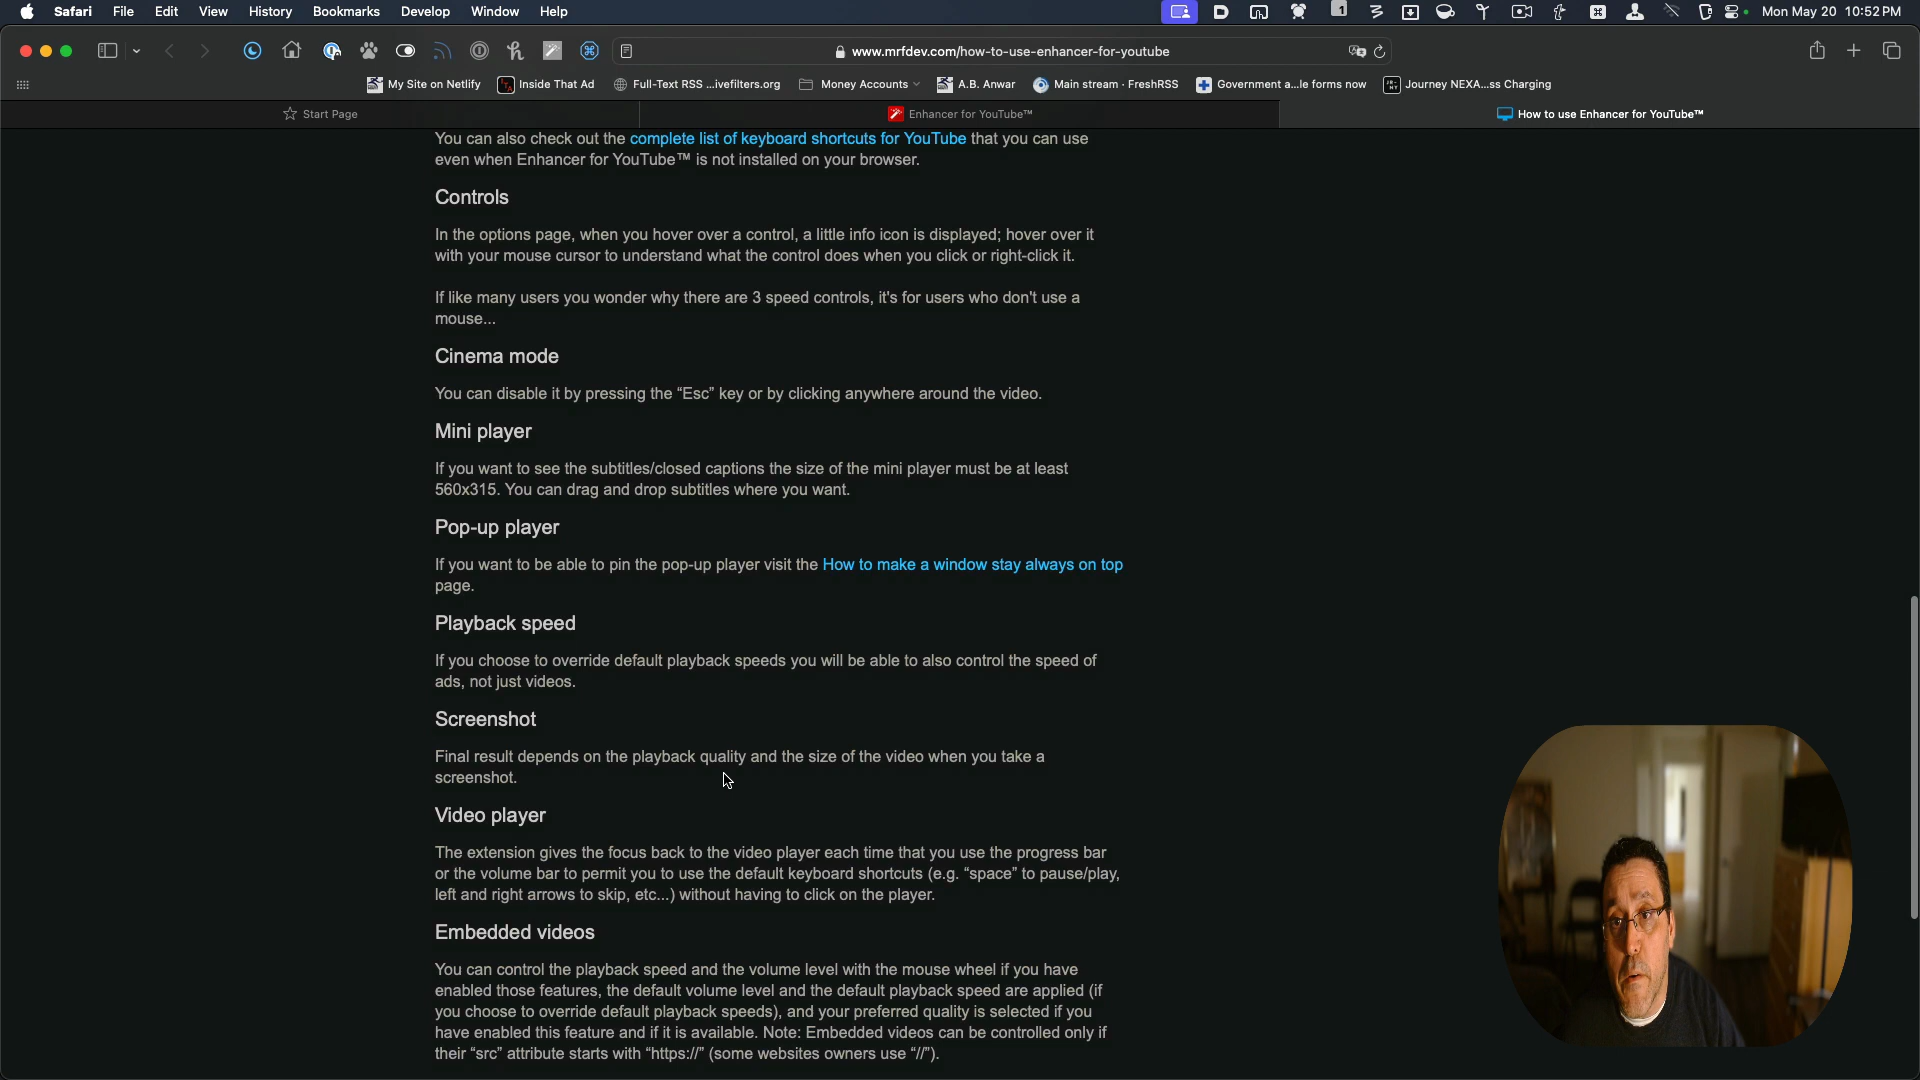 Safari File Edit View History Bookmarks Develop Window Help
1
Mon May 20 10:52 PM
www.mrfdev.com/how-to-use-enhancer-for-youtube
My Site on Netlify
Inside That Ad
Full-Text RSS ...ivefilters.org
Money Accounts
A.B. Anwar
Main stream · FreshRSS
Government a...le forms now
Journey NEXA...ss Charging
Start Page
Enhancer for YouTube™
How to use Enhancer for YouTube™
You can also check out the complete list of keyboard shortcuts for YouTube that you can use
even when Enhancer for YouTube™ is not installed on your browser.
Controls
In the options page, when you hover over a control, a little info icon is displayed; hover over it
with your mouse cursor to understand what the control does when you click or right-click it.
If like many users you wonder why there are 3 speed controls, it's for users who don't use a
mouse...
Cinema mode
You can disable it by pressing the “Esc” key or by clicking anywhere around the video.
Mini player
If you want to see the subtitles/closed captions the size of the mini player must be at least
560x315. You can drag and drop subtitles where you want.
Pop-up player
If you want to be able to pin the pop-up player visit the How to make a window stay always on top
page.
Playback speed
If you choose to override default playback speeds you will be able to also control the speed of
ads, not just videos.
Screenshot
Final result depends on the playback quality and the size of the video when you take a
screenshot.
Video player
The extension gives the focus back to the video player each time that you use the progress bar
or the volume bar to permit you to use the default keyboard shortcuts (e.g. “space” to pause/play,
left and right arrows to skip, etc...) without having to click on the player.
Embedded videos
You can control the playback speed and the volume level with the mouse wheel if you have
enabled those features, the default volume level and the default playback speed are applied (if
you choose to override default playback speeds), and your preferred quality is selected if you
have enabled this feature and if it is available. Note: Embedded videos can be controlled only if
their “src” attribute starts with “https://” (some websites owners use “//”).